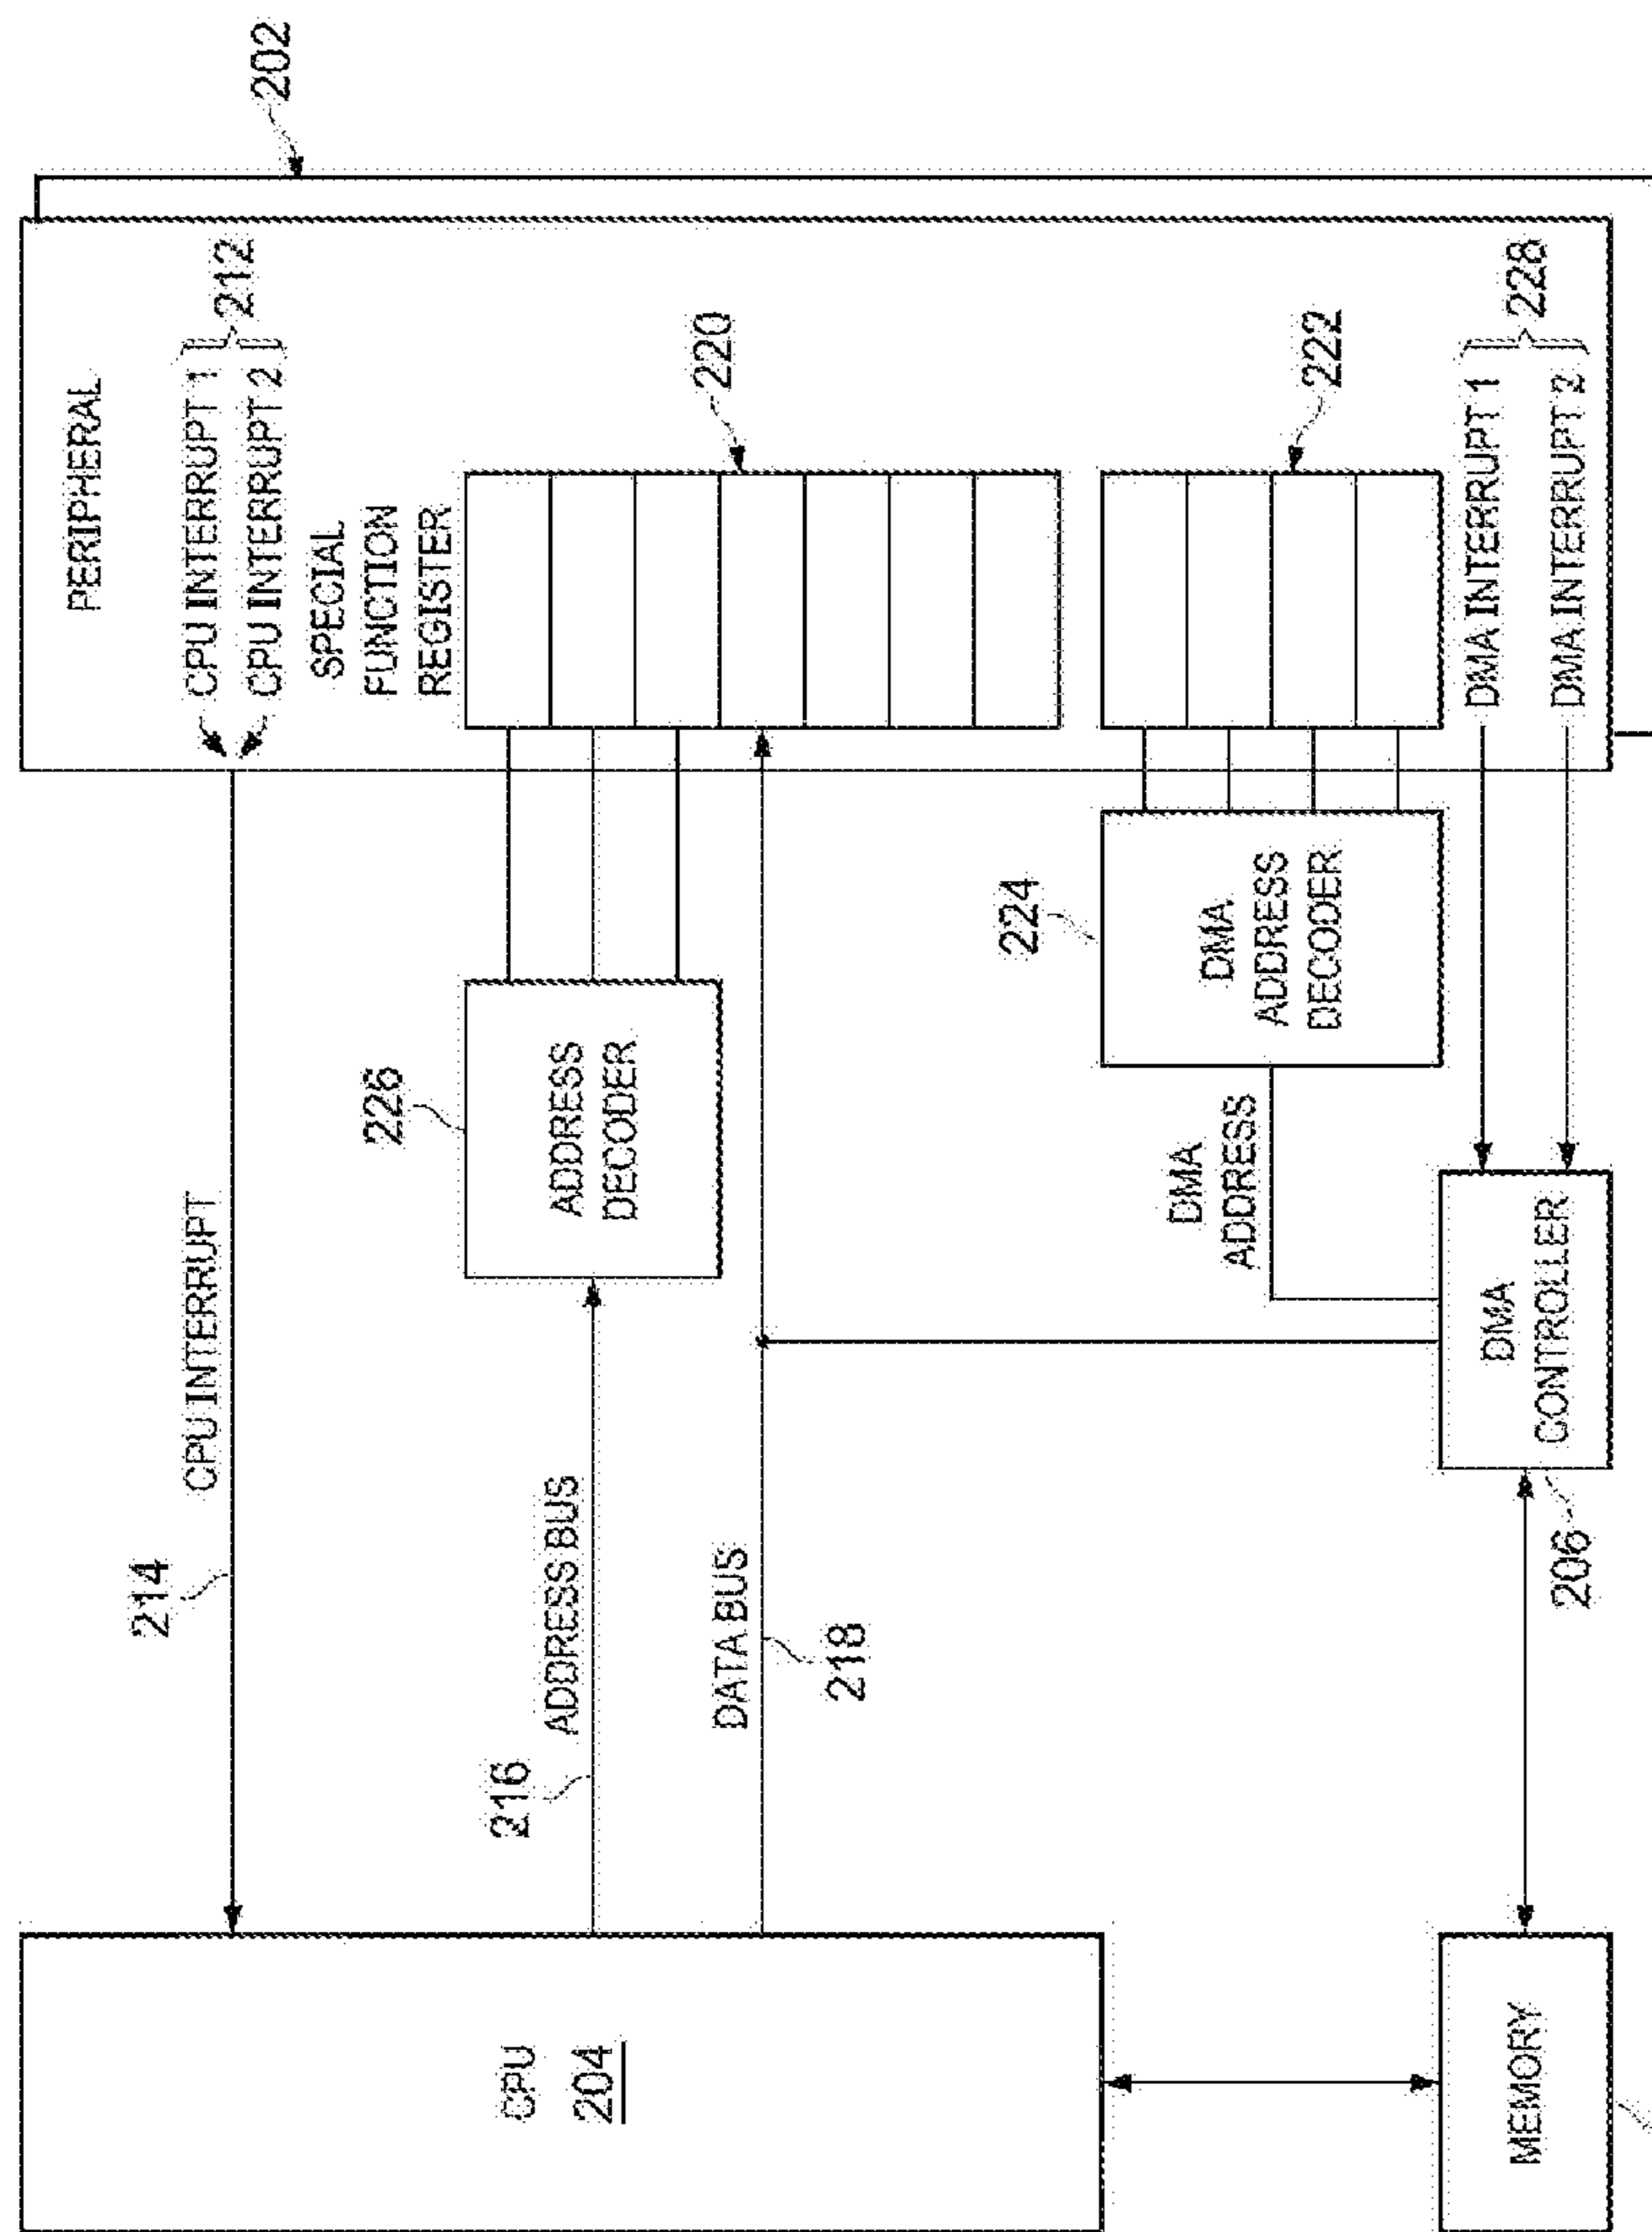 202
PERIPHERAL
CPU INTERRUPT 1
CPU INTERRUPT 2
212
SPECIAL
FUNCTION
REGISTER
220
222
DMA INTERRUPT 1
DMA INTERRUPT 2
228
CPU INTERRUPT
214
226
ADDRESS
DECODER
ADDRESS BUS
216
DATA BUS
218
224
DMA
ADDRESS
DECODER
DMA
ADDRESS
DMA
CONTROLLER
206
CPU
204
MEMORY